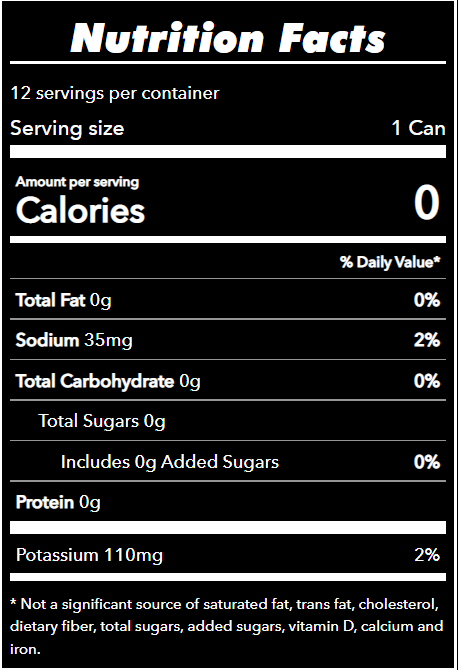 Nutrition Facts
12 servings per container
Serving size 1 Can
Amount per serving
Calories 0
% Daily Value*
Total Fat 0g 0%
Sodium 35mg 2%
Total Carbohydrate 0g 0%
Total Sugars 0g
Includes 0g Added Sugars 0%
Protein 0g
Potassium 110mg 2%
* Not a significant source of saturated fat, trans fat, cholesterol,
dietary fiber, total sugars, added sugars, vitamin D, calcium and
iron.